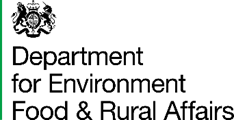 Department
for Environment
Food & Rural Affairs